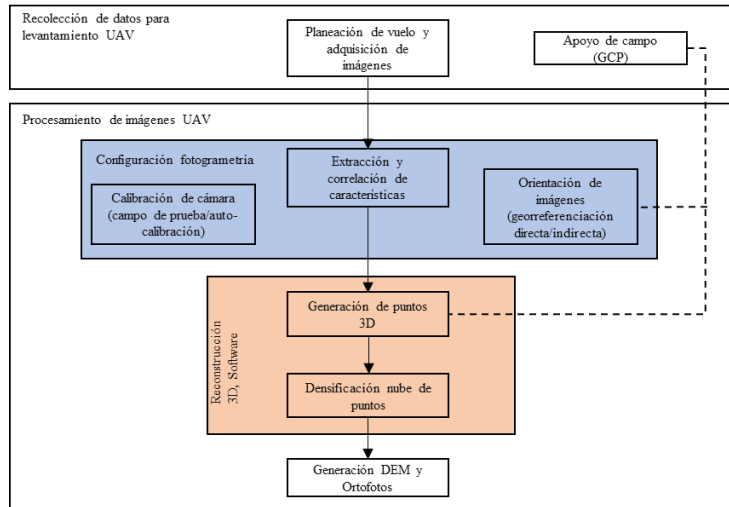 Recolección de datos para
levantamiento UAV
Planeación de vuelo y
adquisición de
imágenes
Apoyo de campo
(GCP)
Procesamiento de imágenes UAV
Configuración fotogrametria
Extracción y
correlación de
características
Calibración de cámara
(campo de prueba/auto-
calibración)
Orientación de
imágenes
(georreferenciación
directa/indirecta)
Reconstrucción
3D, Software
Generación de puntos
3D
Densificación nube de
puntos
Generación DEM y
Ortofotos